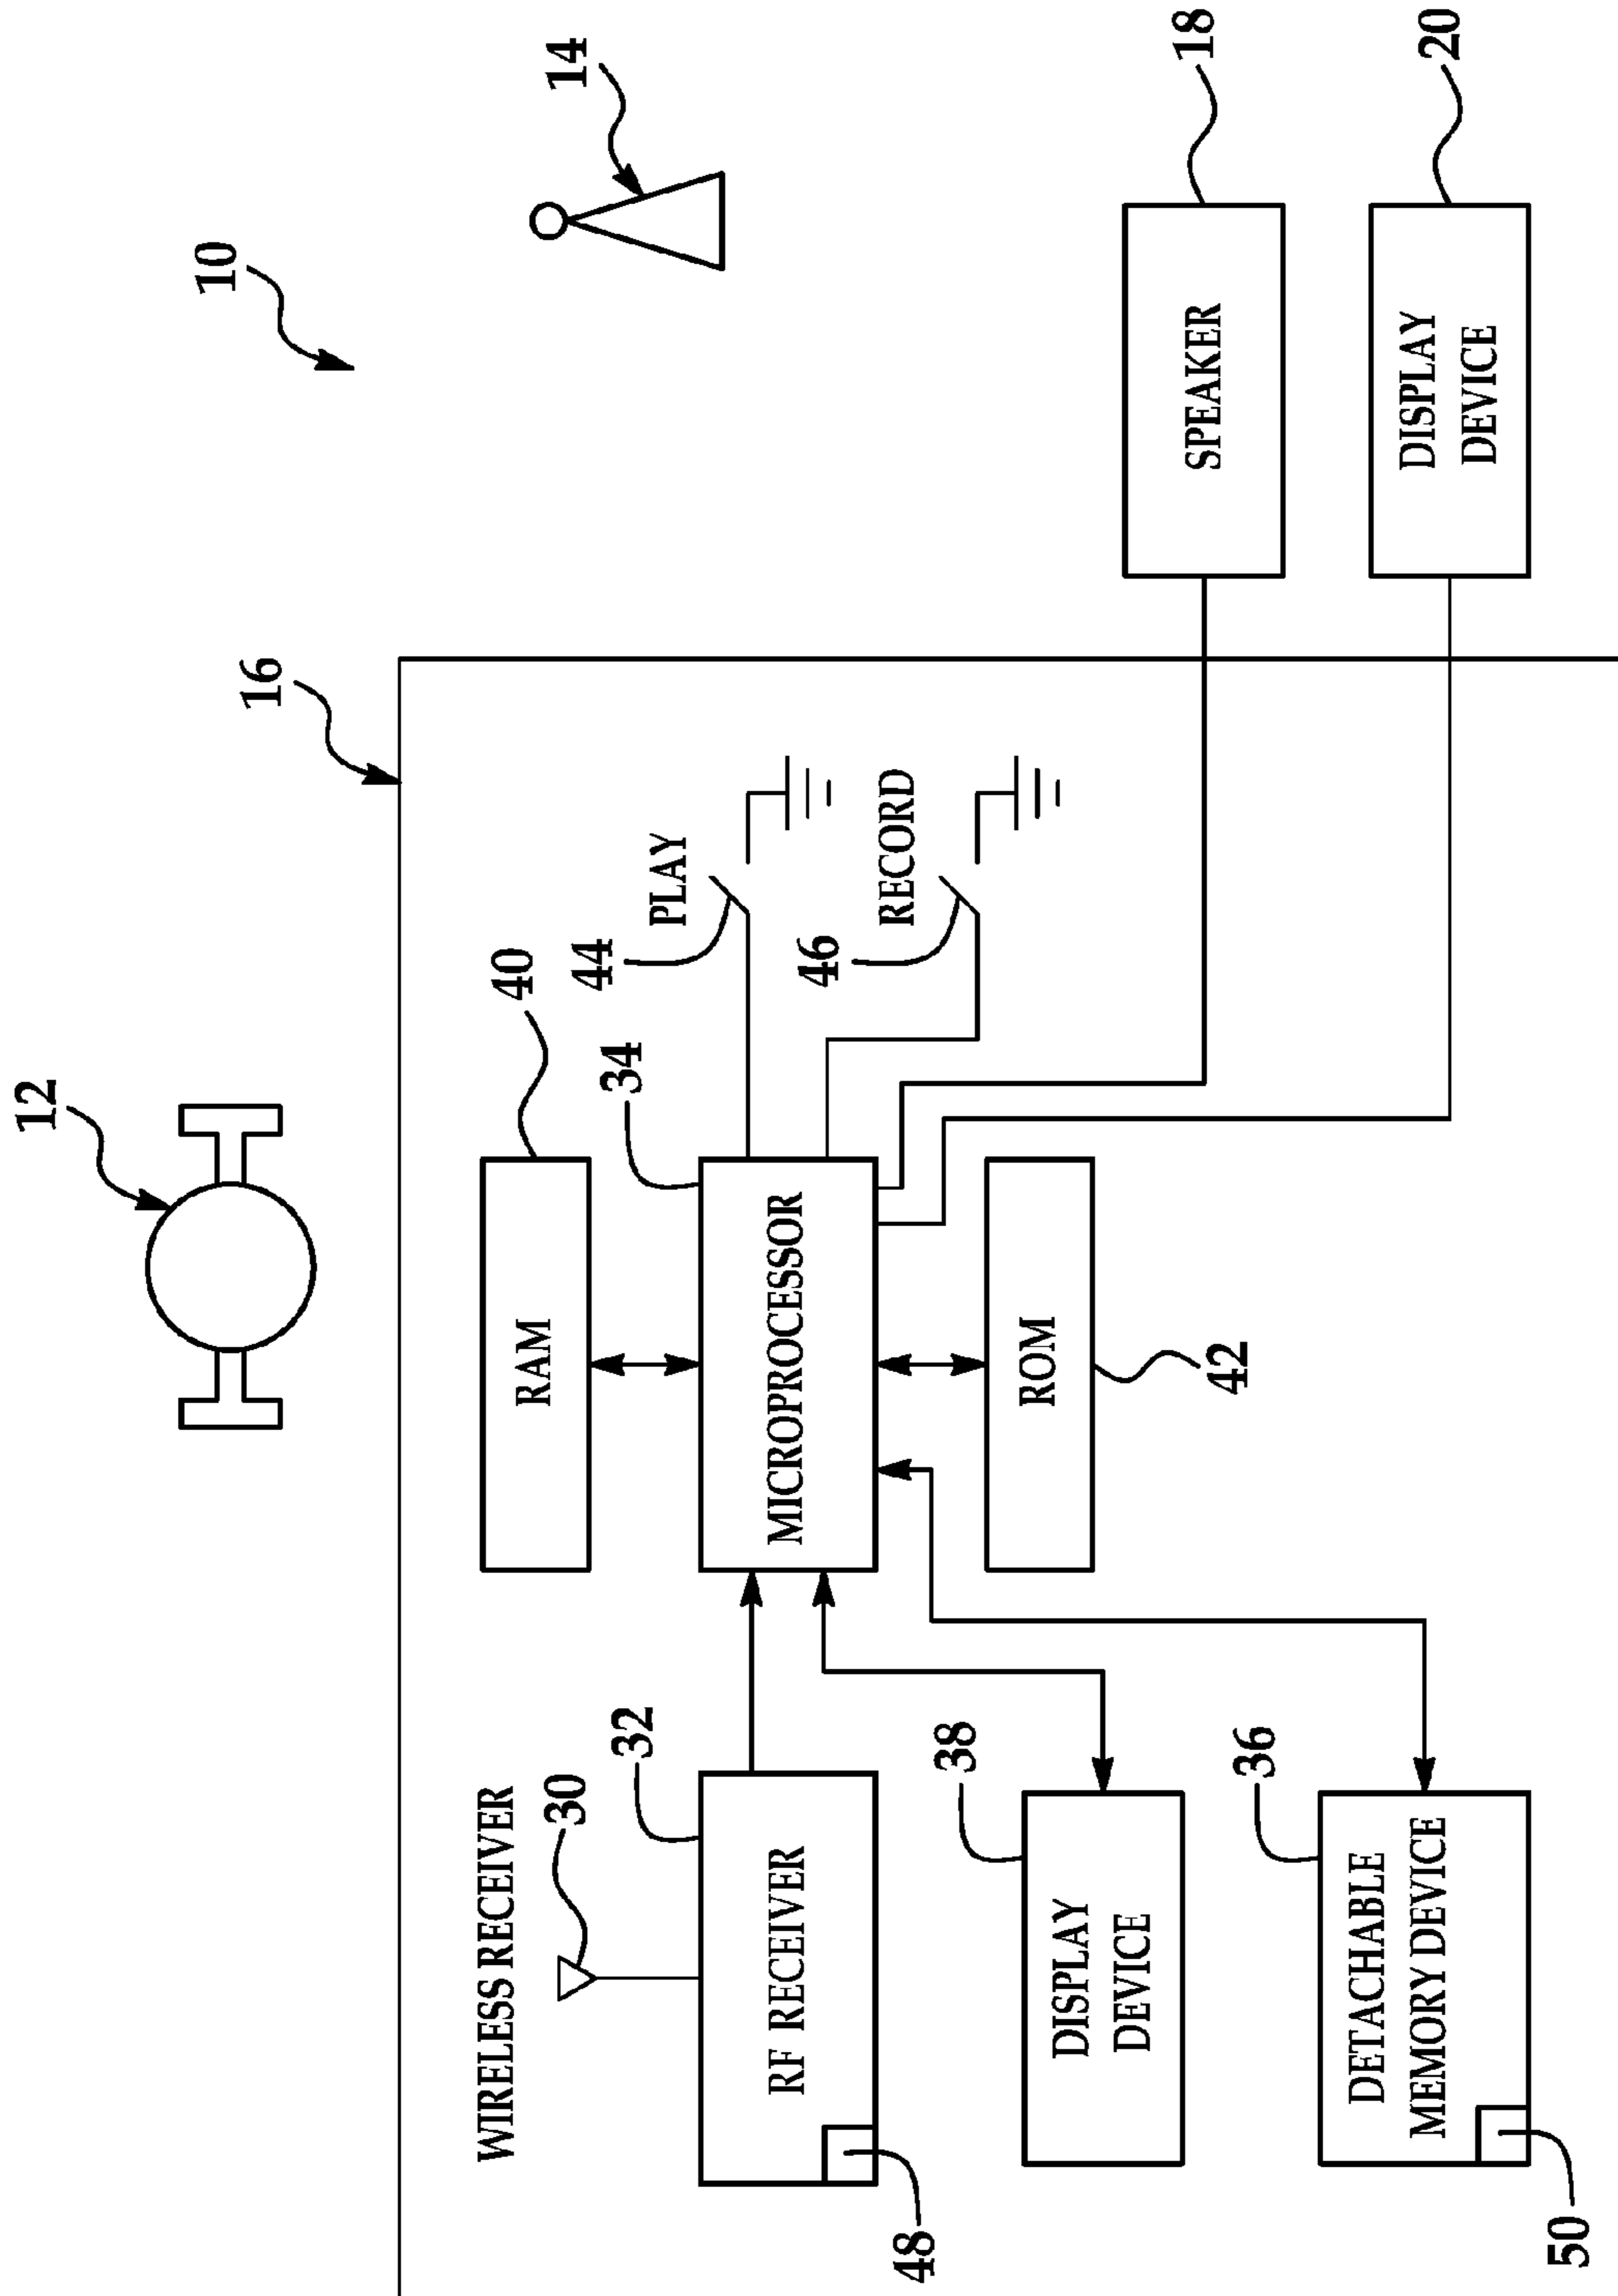 12
10
14
16
WIRELESS RECEIVER
30
32
RF RECEIVER
48
RAM
40
34
MICROPROCESSOR
44
PLAY
46
RECORD
ROM
42
38
DISPLAY
DEVICE
36
DETACHABLE
MEMORY DEVICE
50
SPEAKER
18
DISPLAY
DEVICE
20